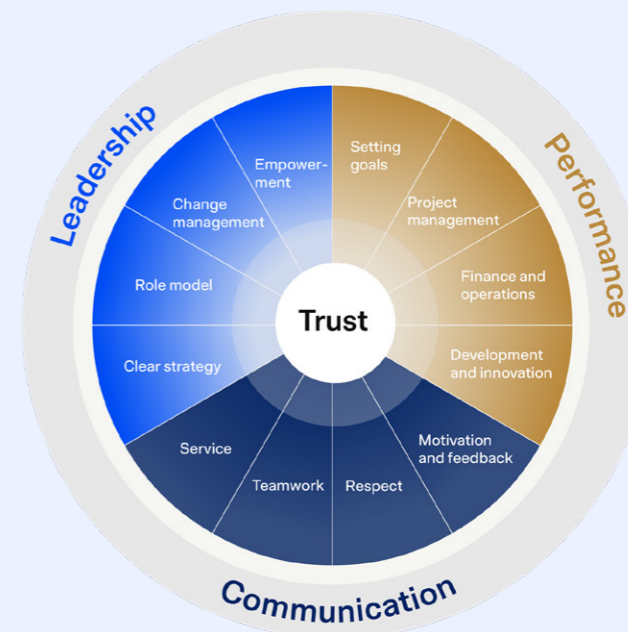 Leadership
Performance
Empower-
ment
Setting
goals
Change
management
Project
management
Role model
Finance and
operations
Trust
Clear strategy
Development
and innovation
Service
Motivation
and feedback
Teamwork
Respect
Communication